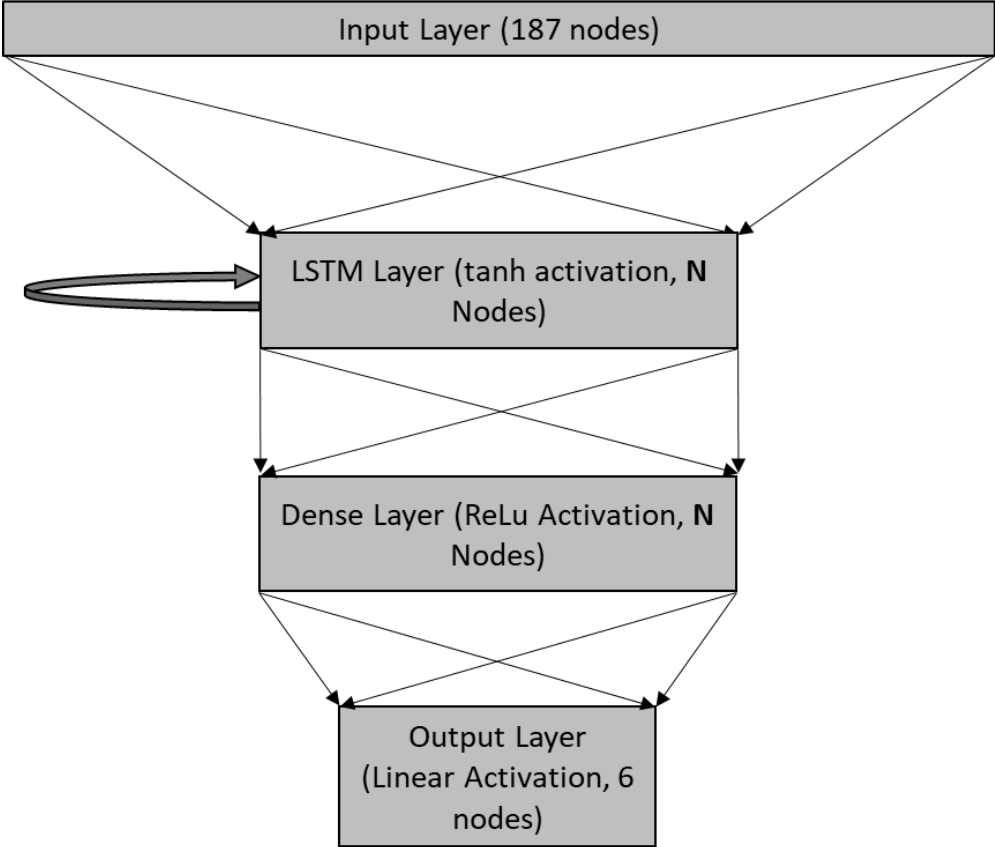 Input Layer (187 nodes)
LSTM Layer (tanh activation, N
Nodes)
Dense Layer (ReLu Activation, N
Nodes)
Output Layer
(Linear Activation, 6
nodes)